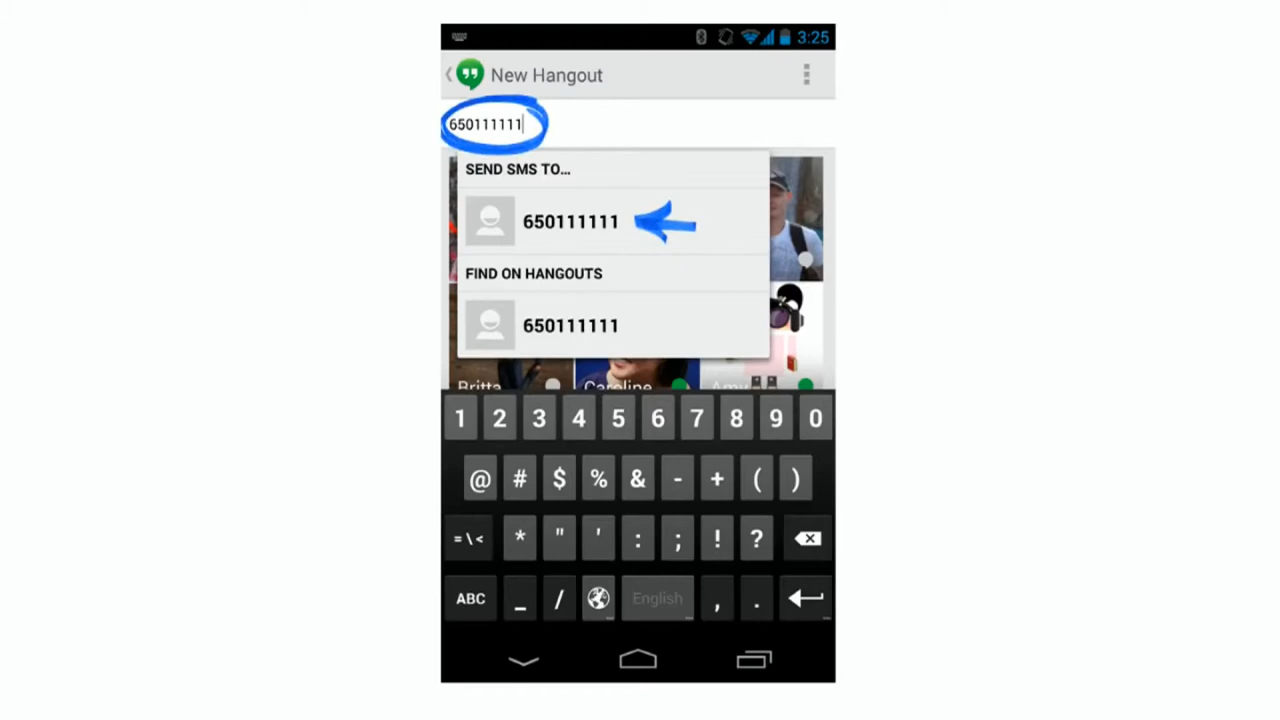 3:25
New Hangout
650111111
SEND SMS TO...
650111111
FIND ON HANGOUTS
650111111
Britta
Caroline
Amy
1 2 3 4 5 6 7 8 9 0
@ # $ % & - + ( )
= \ < * " ' : ; ! ?
ABC _ / English , .